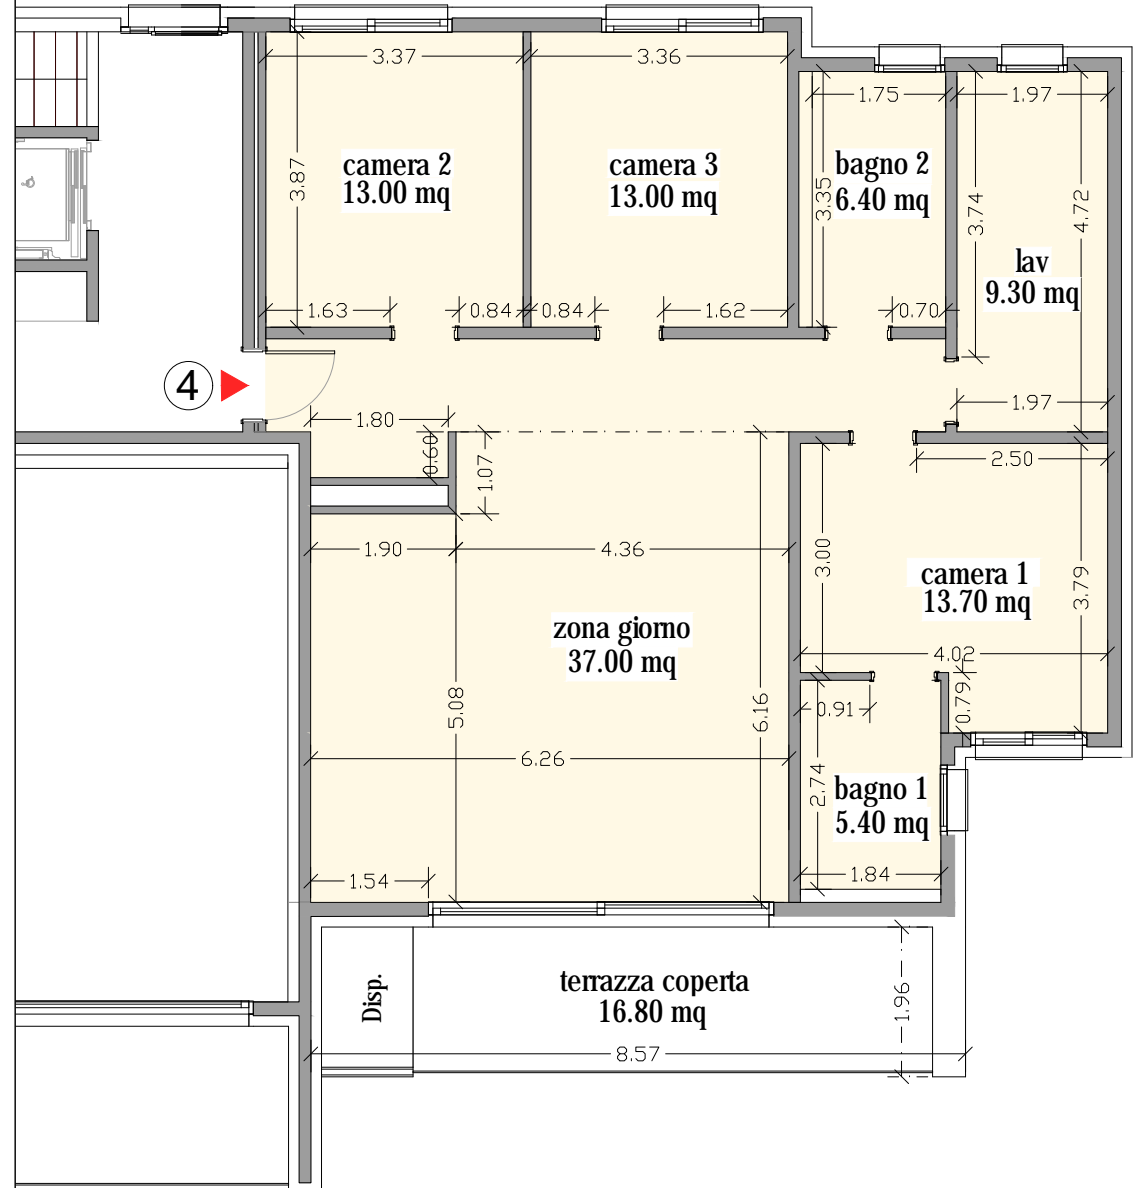 3.37
3.36
1.75
1.97
3.87
camera 2
13.00 mq
camera 3
13.00 mq
bagno 2
6.40 mq
3.35
3.74
4.72
lav
9.30 mq
1.63
0.84
0.84
1.62
0.70
4
1.80
1.97
0.60
1.07
2.50
1.90
4.36
3.00
camera 1
13.70 mq
3.79
zona giorno
37.00 mq
4.02
5.08
6.16
0.91
0.79
6.26
2.74
bagno 1
5.40 mq
1.54
1.84
Disp.
terrazza coperta
16.80 mq
1.96
8.57